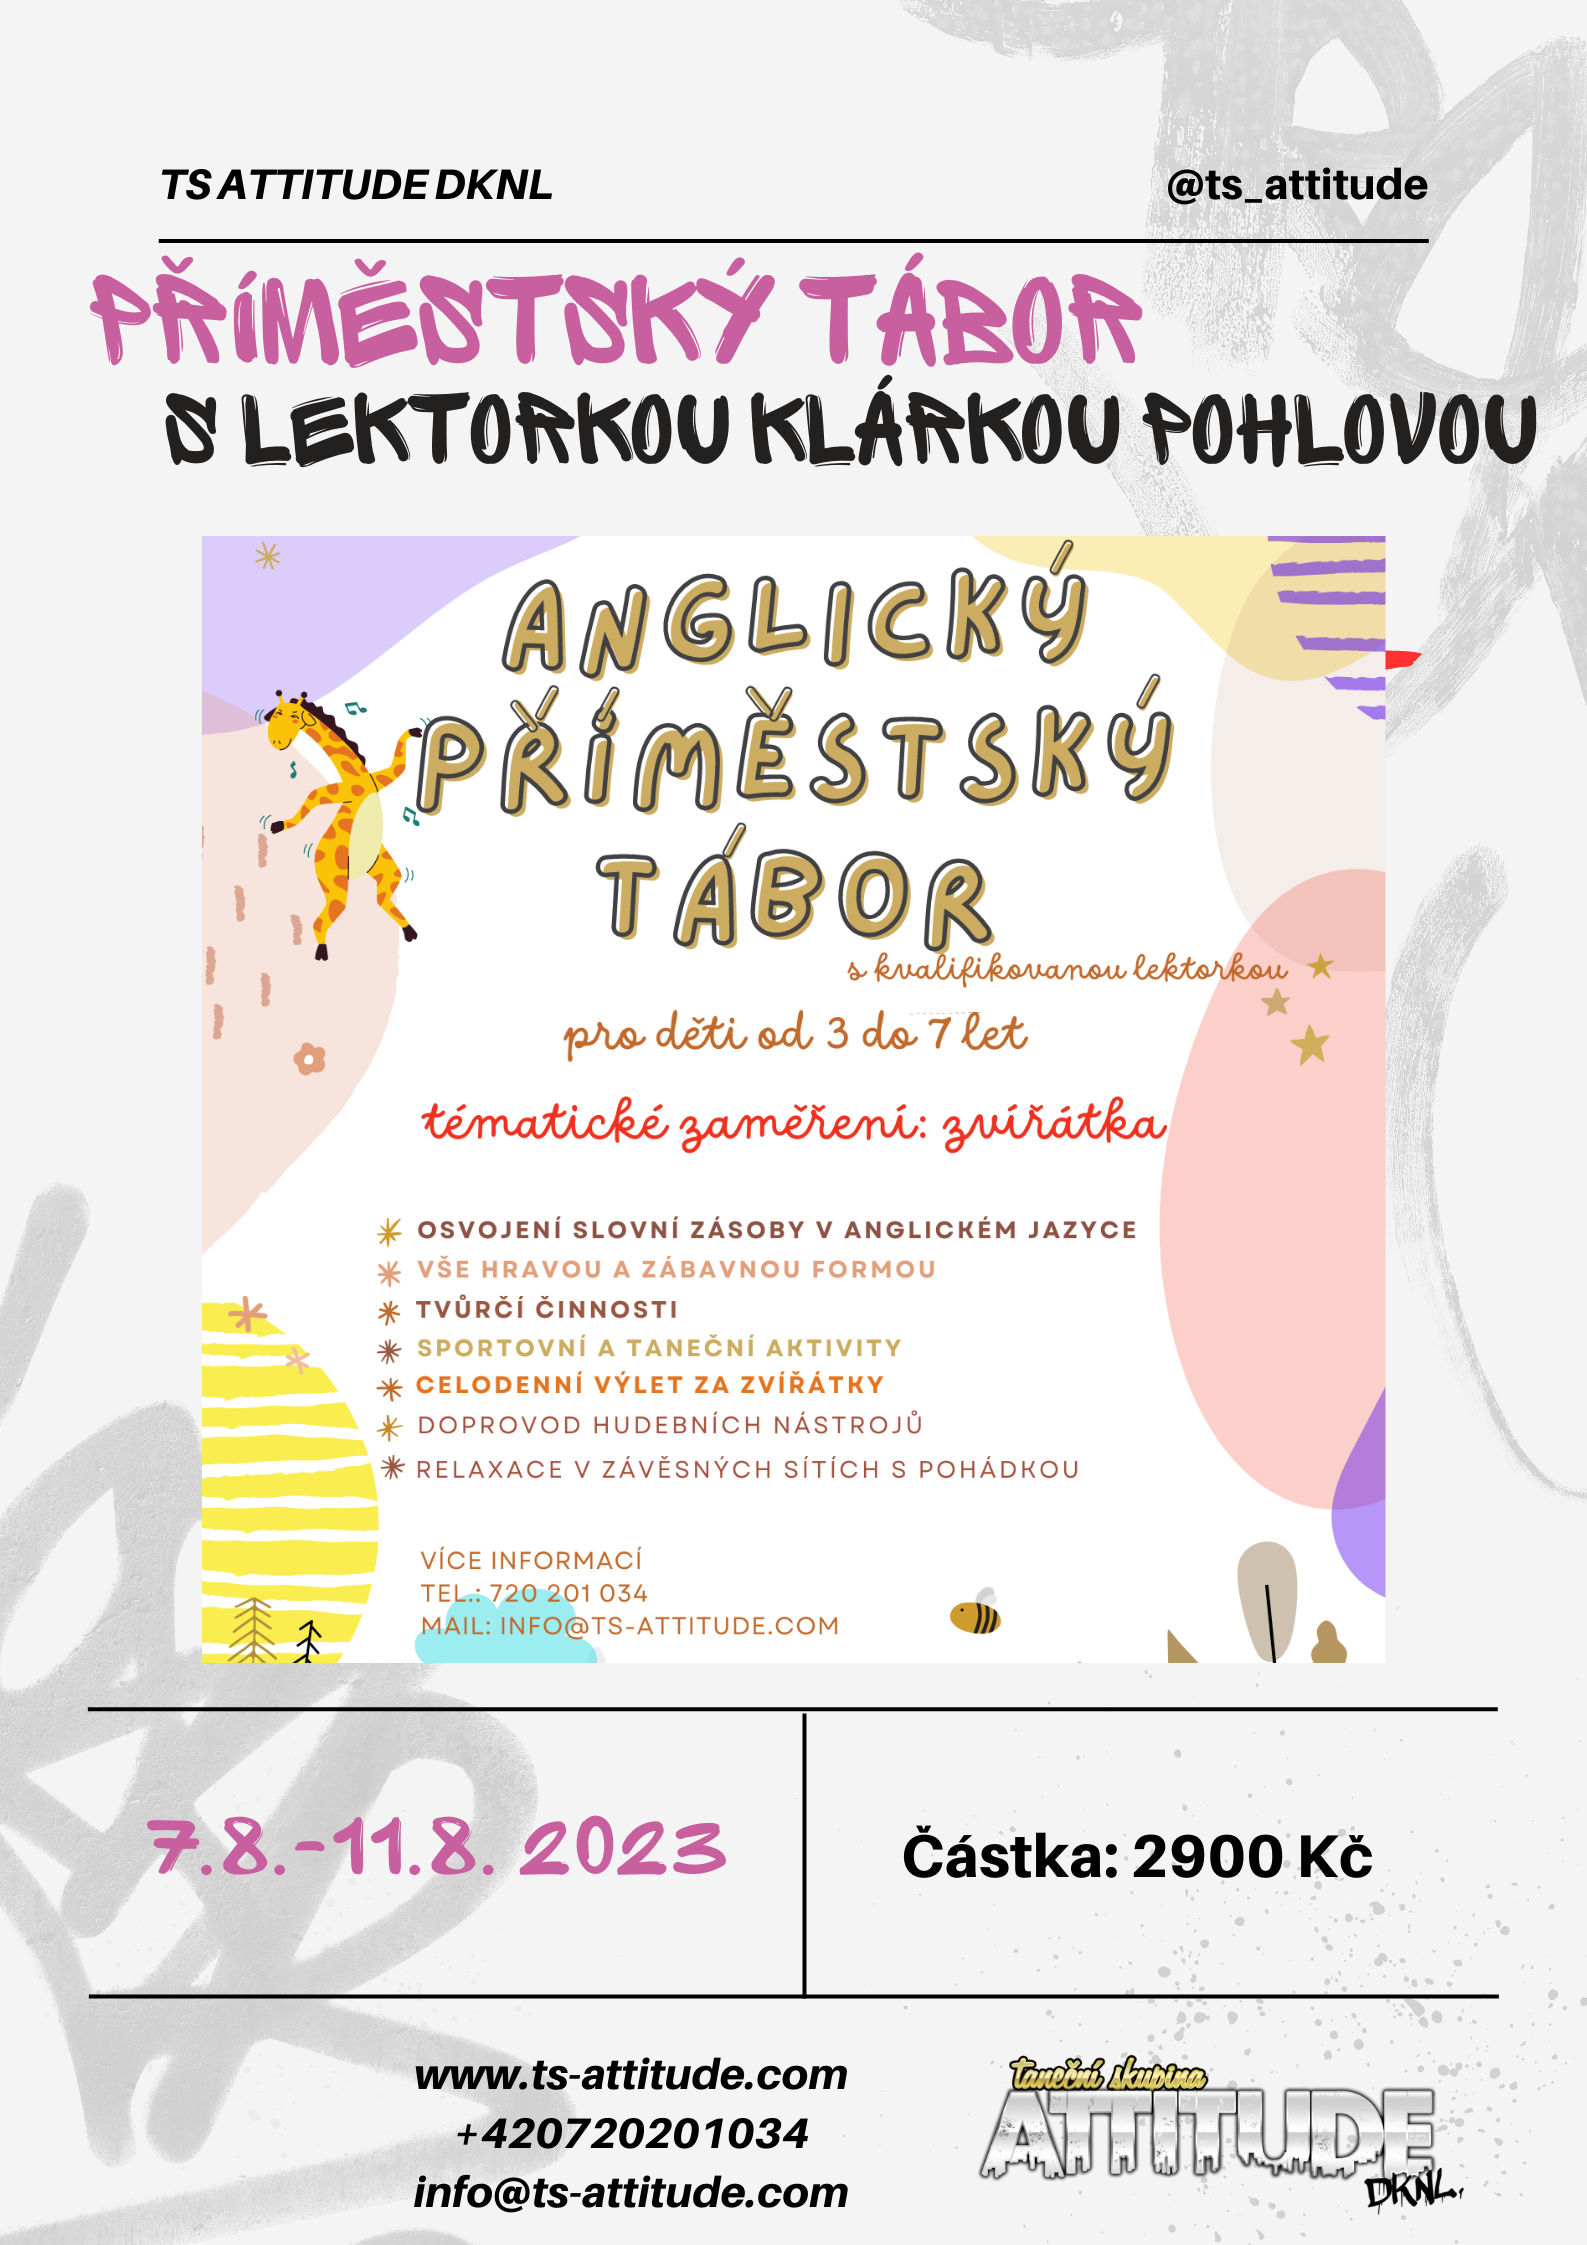 TS ATTITUDE DKNL
@ts_attitude
PŘÍMĚSTSKÝ TÁBOR
S LEKTORKOU KLÁRKOU POHLOVOU
ANGLICKÝ
PŘÍMĚSTSKÝ
TÁBOR
s kvalifikovanou lektorkou
pro děti od 3 do 7 let
tématické zaměření: zvířátka
OSVOJENÍ SLOVNÍ ZÁSOBY V ANGLICKÉM JAZYCE
VŠE HRAVOU A ZÁBAVNOU FORMOU
TVŮRČÍ ČINNOSTI
SPORTOVNÍ A TANEČNÍ AKTIVITY
CELODENNÍ VÝLET ZA ZVÍŘÁTKY
DOPROVOD HUDEBNÍCH NÁSTROJŮ
RELAXACE V ZÁVĚSNÝCH SÍTÍCH S POHÁDKOU
VÍCE INFORMACÍ
TEL.: 720 201 034
MAIL: INFO@TS-ATTITUDE.COM
7.8.-11.8. 2023
Částka: 2900 Kč
www.ts-attitude.com
+420720201034
info@ts-attitude.com
taneční skupina
ATTITUDE
DKNL.